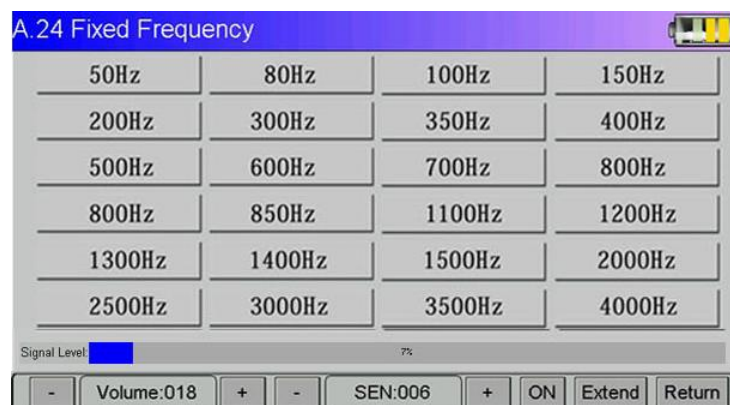 A.24 Fixed Frequency
50Hz 80Hz 100Hz 150Hz
200Hz 300Hz 350Hz 400Hz
500Hz 600Hz 700Hz 800Hz
800Hz 850Hz 1100Hz 1200Hz
1300Hz 1400Hz 1500Hz 2000Hz
2500Hz 3000Hz 3500Hz 4000Hz
Signal Level: 7%
- Volume:018 + - SEN:006 + ON Extend Return